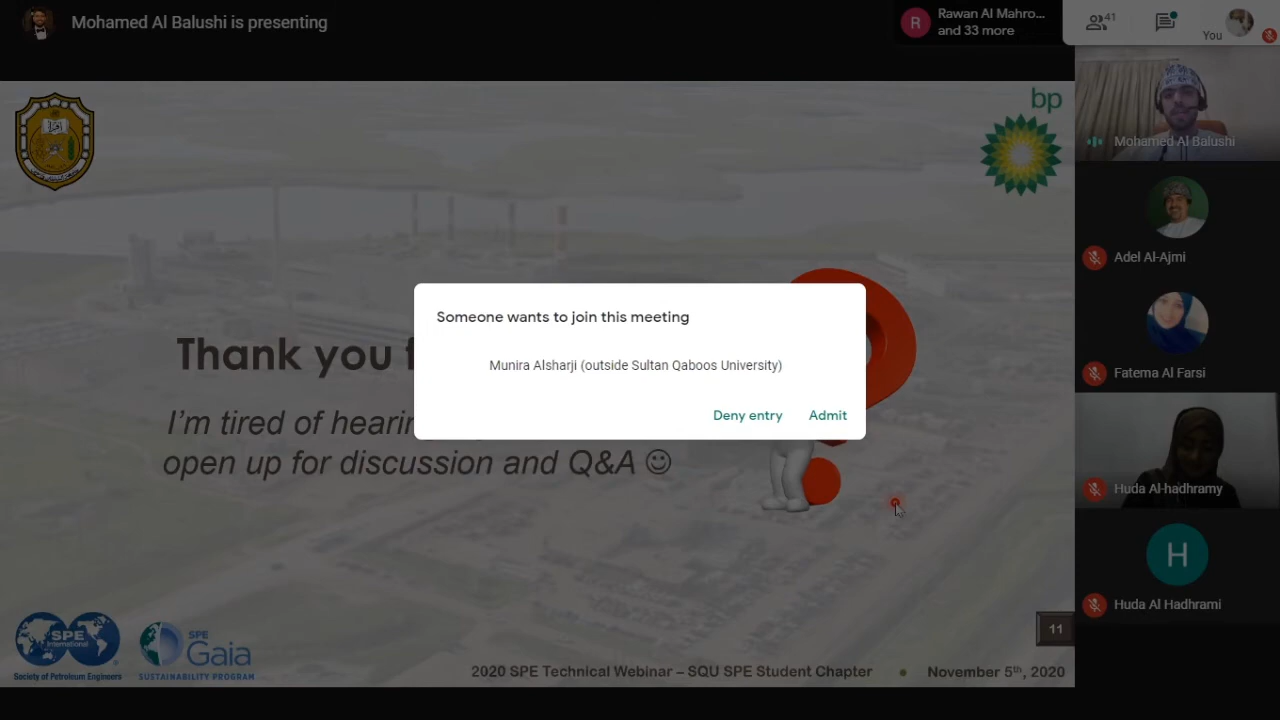 Mohamed Al Balushi is presenting
Rawan Al Mahro...
and 33 more
41
You
bp
Mohamed Al Balushi
Adel Al-Ajmi
Fatema Al Farsi
Huda Al-hadhramy
H
Huda Al Hadhrami
R
Someone wants to join this meeting
Munira Alsharji (outside Sultan Qaboos University)
Deny entry Admit
Thank you f
I'm tired of hearin
open up for discussion and Q&A ☺
11
SPE
International
Society of Petroleum Engineers
SPE
Gaia
SUSTAINABILITY PROGRAM
2020 SPE Technical Webinar – SQU SPE Student Chapter • November 5th, 2020